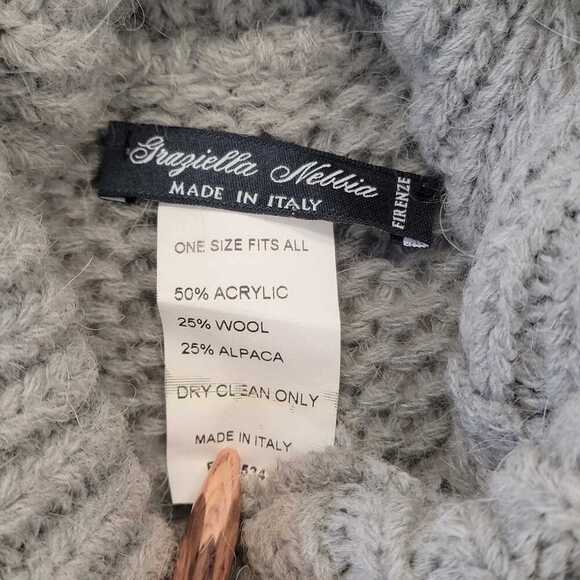 Graziella Nebbia
MADE IN ITALY
FIRENZE
ONE SIZE FITS ALL
50% ACRYLIC
25% WOOL
25% ALPACA
DRY CLEAN ONLY
MADE IN ITALY